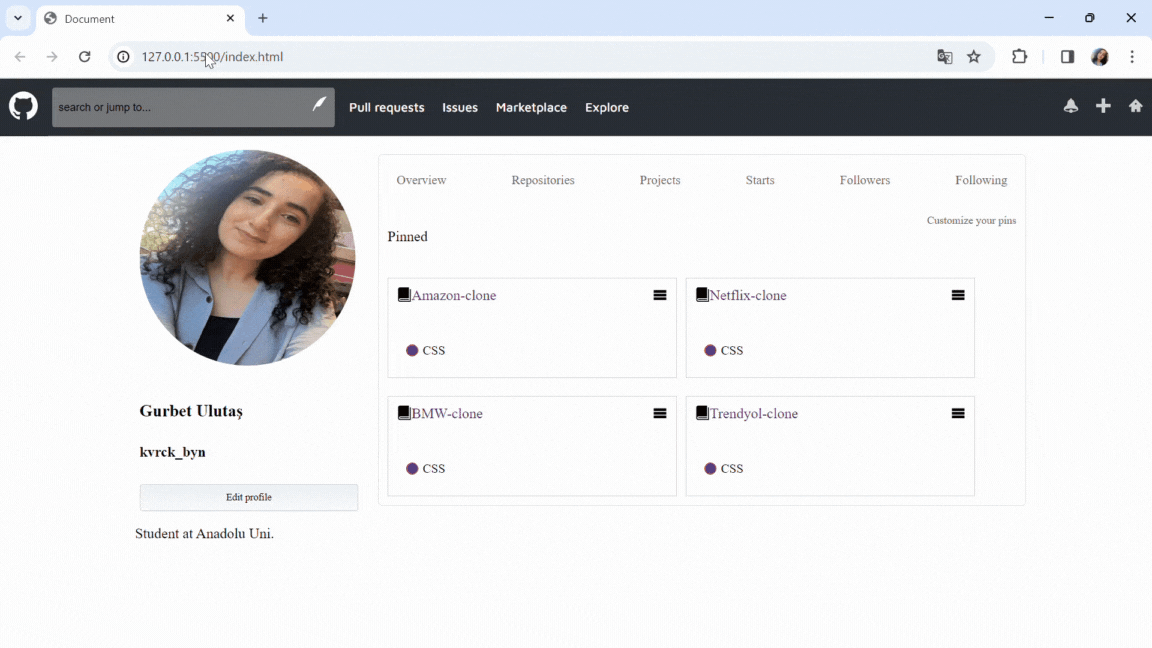 Document
127.0.0.1:5500/index.html
search or jump to...
Pull requests
Issues
Marketplace
Explore
Overview
Repositories
Projects
Starts
Followers
Following
Customize your pins
Pinned
Amazon-clone
CSS
Netflix-clone
CSS
BMW-clone
CSS
Trendyol-clone
CSS
Gurbet Ulutaş
kvrck_byn
Edit profile
Student at Anadolu Uni.